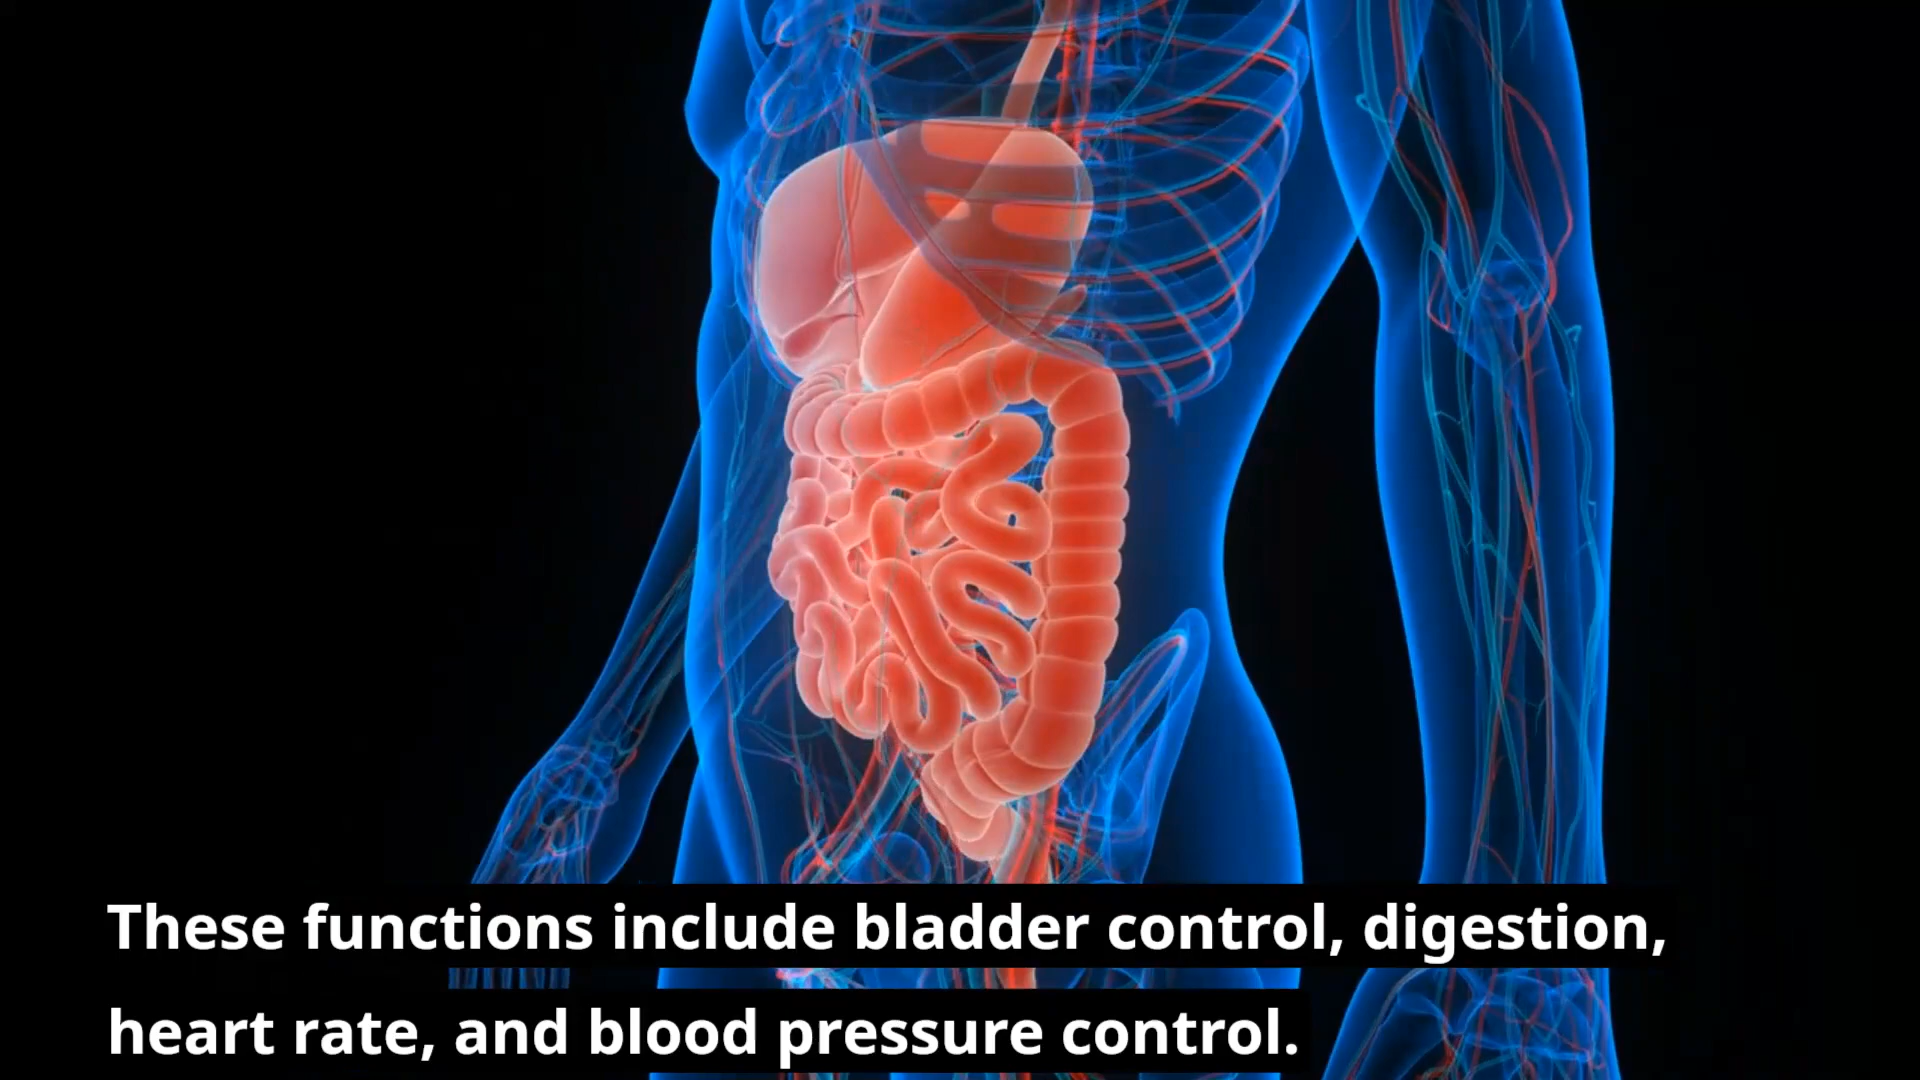 These functions include bladder control, digestion,
heart rate, and blood pressure control.